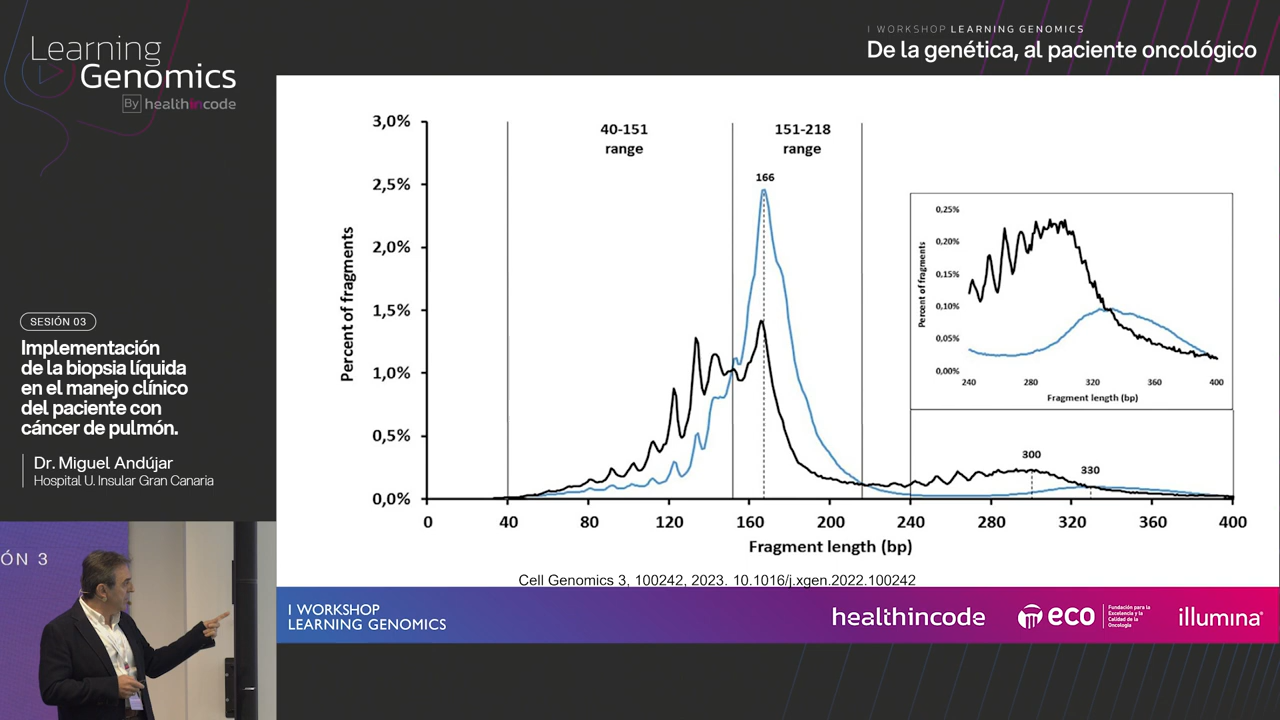 Learning
Genomics
By healthincode
I WORKSHOP LEARNING GENOMICS
De la genética, al paciente oncológico
SESIÓN 03
Implementación
de la biopsia líquida
en el manejo clínico
del paciente con
cáncer de pulmón.
Dr. Miguel Andújar
Hospital U. Insular Gran Canaria
ÓN 3
3,0%
2,5%
2,0%
1,5%
1,0%
0,5%
0,0%
Percent of fragments
40-151
range
151-218
range
166
300
330
0 40 80 120 160 200 240 280 320 360 400
Fragment length (bp)
0,25%
0,20%
0,15%
0,10%
0,05%
0,00%
Percent of fragments
240 280 320 360 400
Fragment length (bp)
Cell Genomics 3, 100242, 2023. 10.1016/j.xgen.2022.100242
I WORKSHOP
LEARNING GENOMICS
healthincode
eco
Fundación para la
Excelencia y la
Calidad de la
Oncología
illumina®